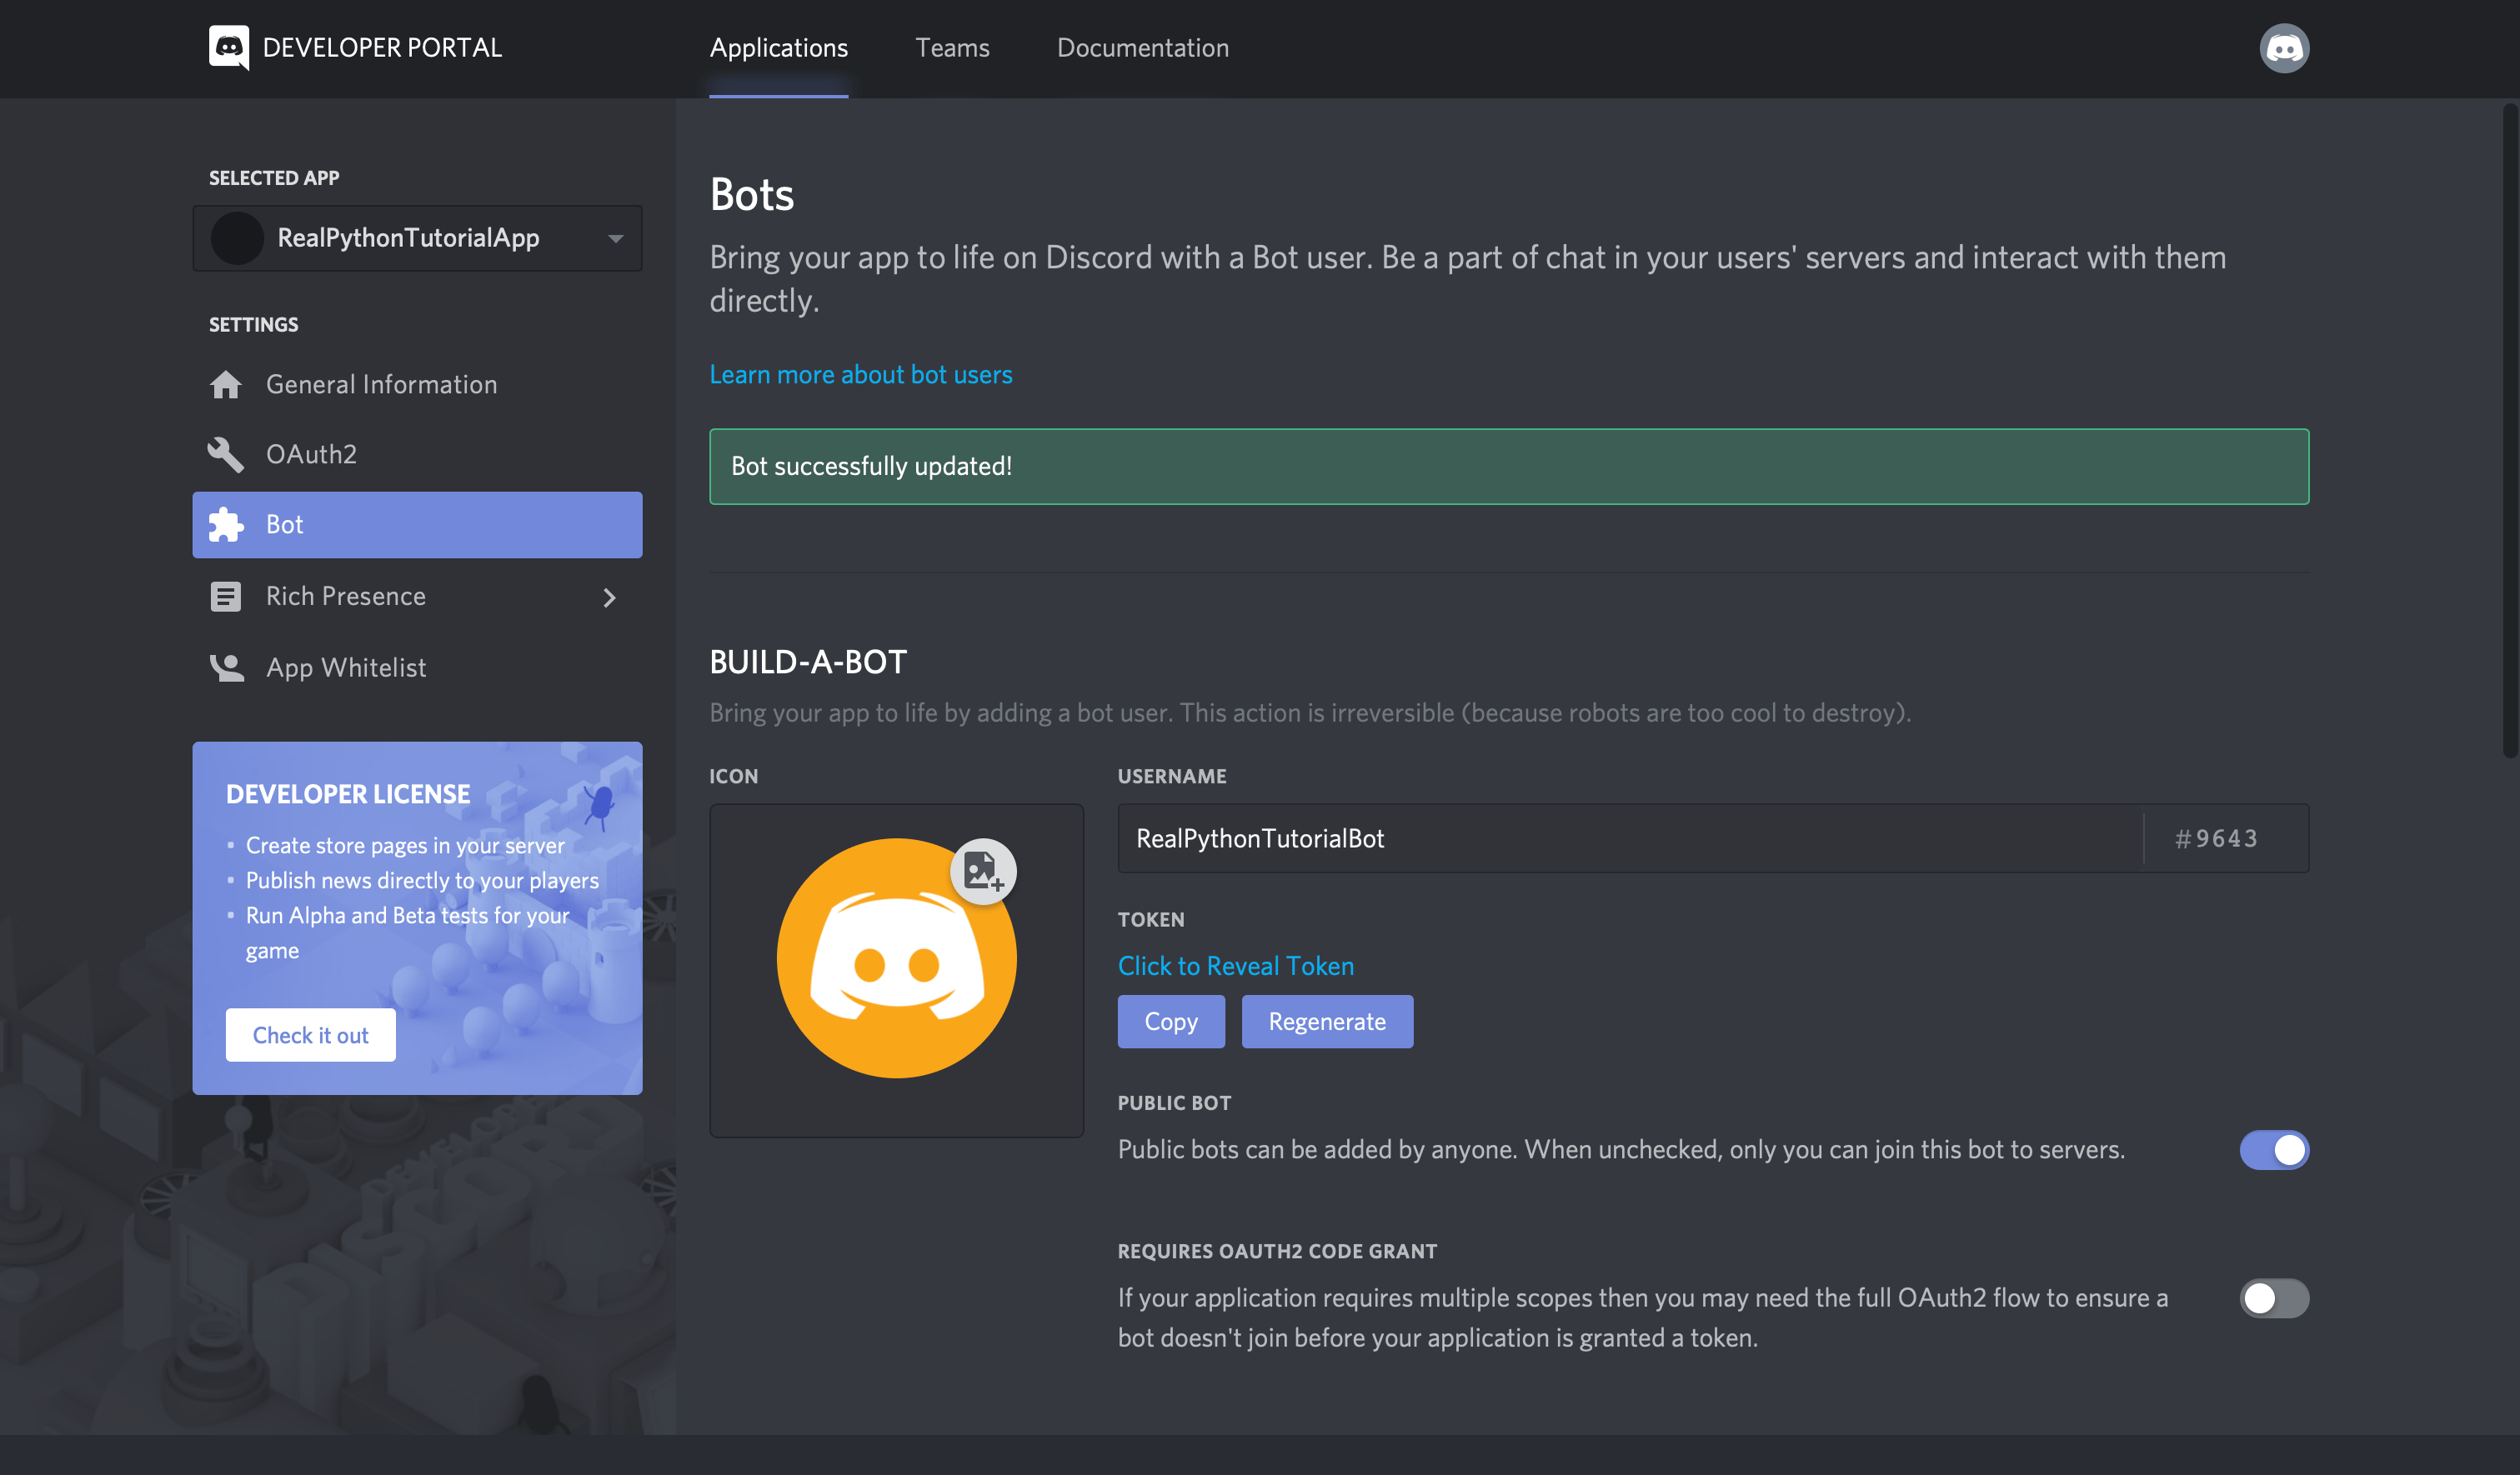 DEVELOPER PORTAL
Applications
Teams
Documentation
SELECTED APP
RealPythonTutorialApp
SETTINGS
General Information
OAuth2
Bot
Rich Presence
App Whitelist
DEVELOPER LICENSE
Create store pages in your server
Publish news directly to your players
Run Alpha and Beta tests for your
game
Check it out
Bots
Bring your app to life on Discord with a Bot user. Be a part of chat in your users' servers and interact with them
directly.
Learn more about bot users
Bot successfully updated!
BUILD-A-BOT
Bring your app to life by adding a bot user. This action is irreversible (because robots are too cool to destroy).
ICON
USERNAME
RealPythonTutorialBot
#9643
TOKEN
Click to Reveal Token
Copy
Regenerate
PUBLIC BOT
Public bots can be added by anyone. When unchecked, only you can join this bot to servers.
REQUIRES OAUTH2 CODE GRANT
If your application requires multiple scopes then you may need the full OAuth2 flow to ensure a
bot doesn't join before your application is granted a token.